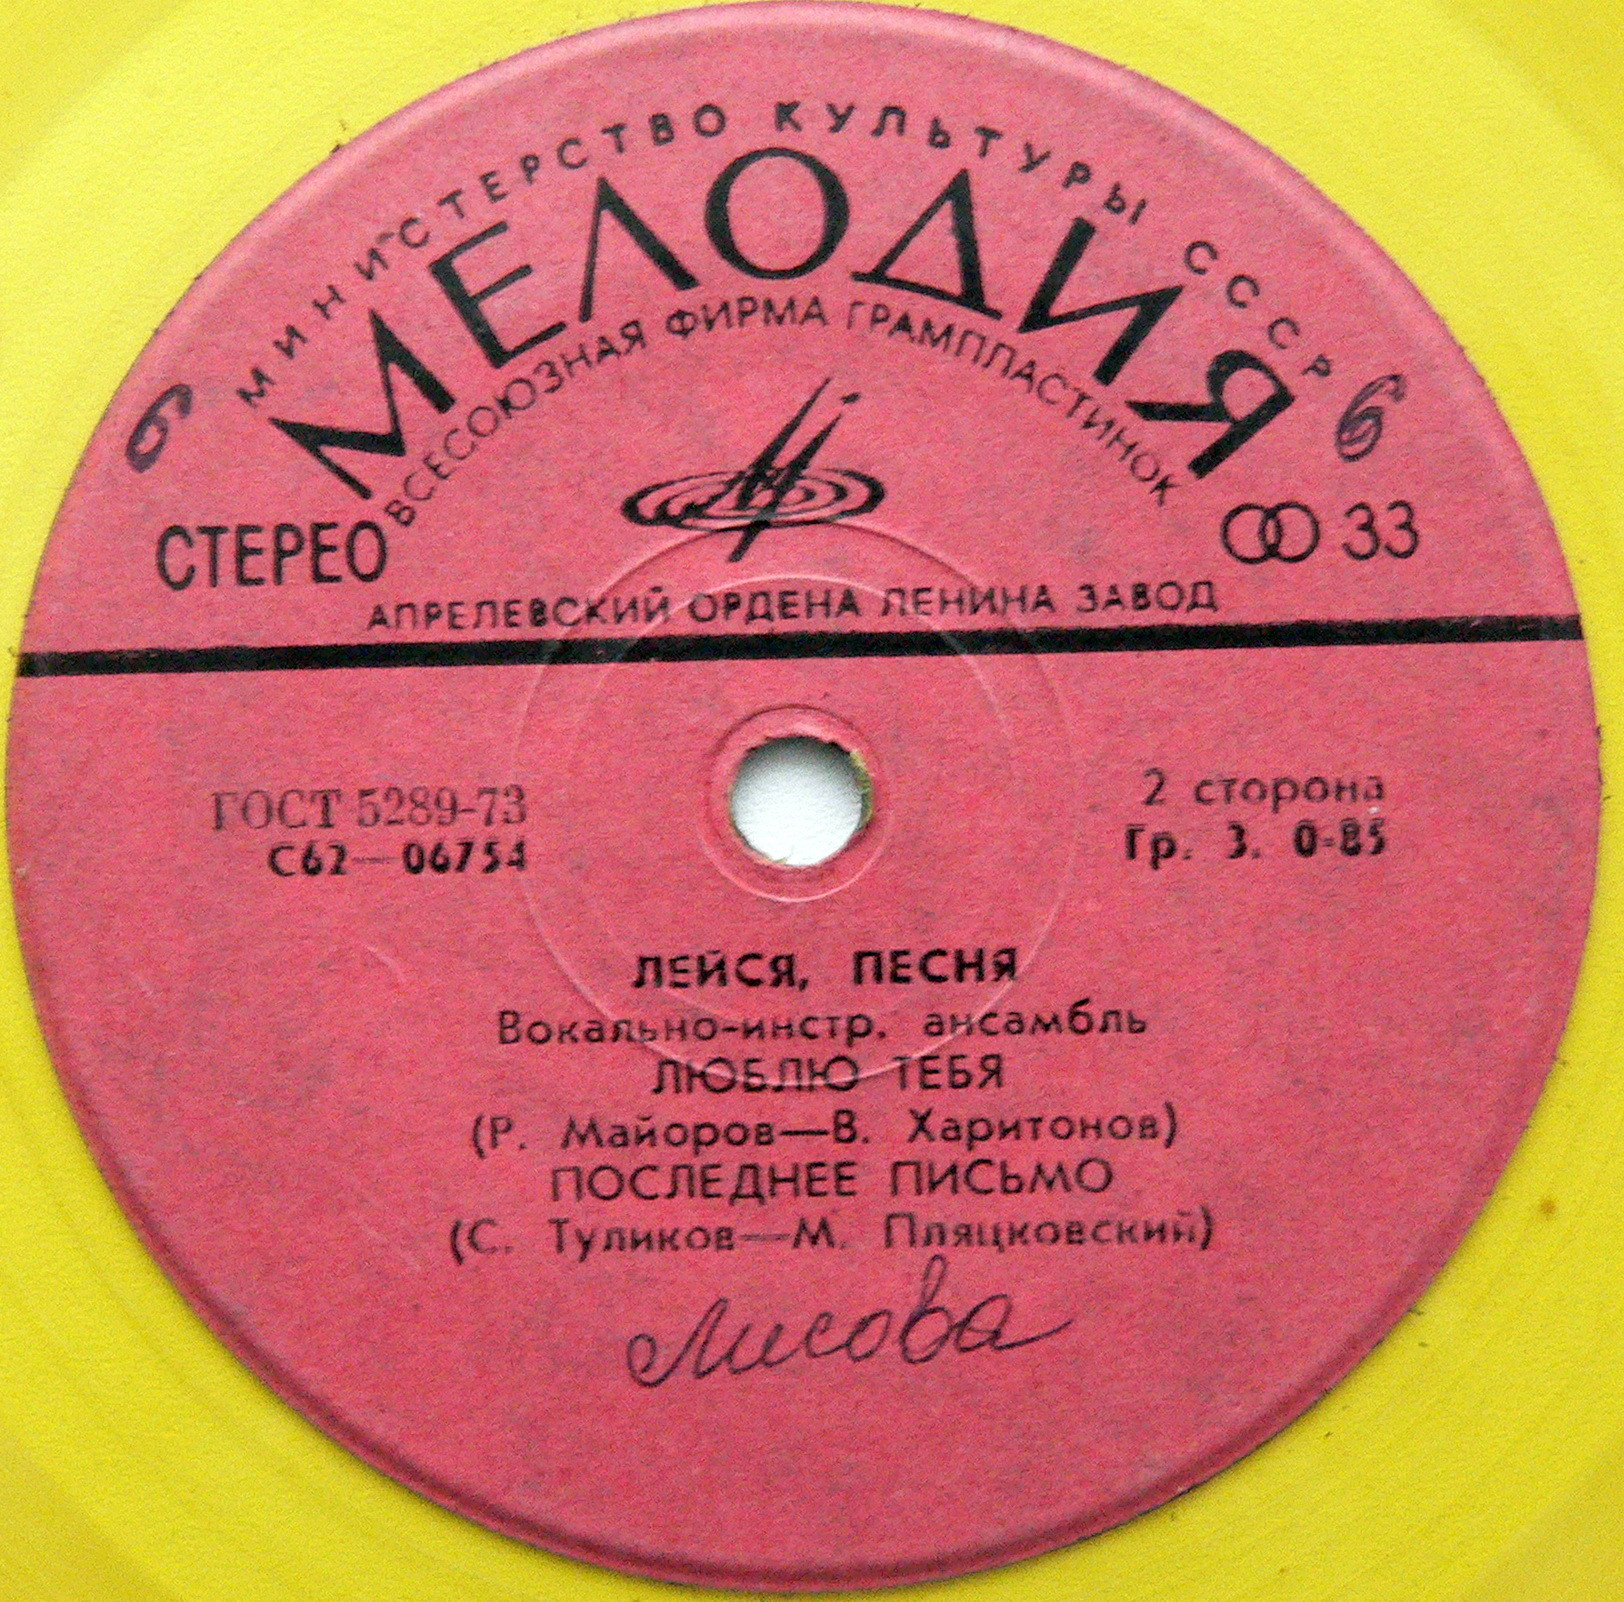 МИНИСТЕРСТВО КУЛЬТУРЫ СССР
МЕЛОДИЯ
ВСЕСОЮЗНАЯ ФИРМА ГРАМПЛАСТИНОК
6
6
СТЕРЕО
33
АПРЕЛЕВСКИЙ ОРДЕНА ЛЕНИНА ЗАВОД
ГОСТ 5289-73
С62—06754
2 сторона
Гр. 3. 0-85
ЛЕЙСЯ, ПЕСНЯ
Вокально-инстр. ансамбль
ЛЮБЛЮ ТЕБЯ
(Р. Майоров—В. Харитонов)
ПОСЛЕДНЕЕ ПИСЬМО
(С. Туликов—М. Пляцковский)
Лисова